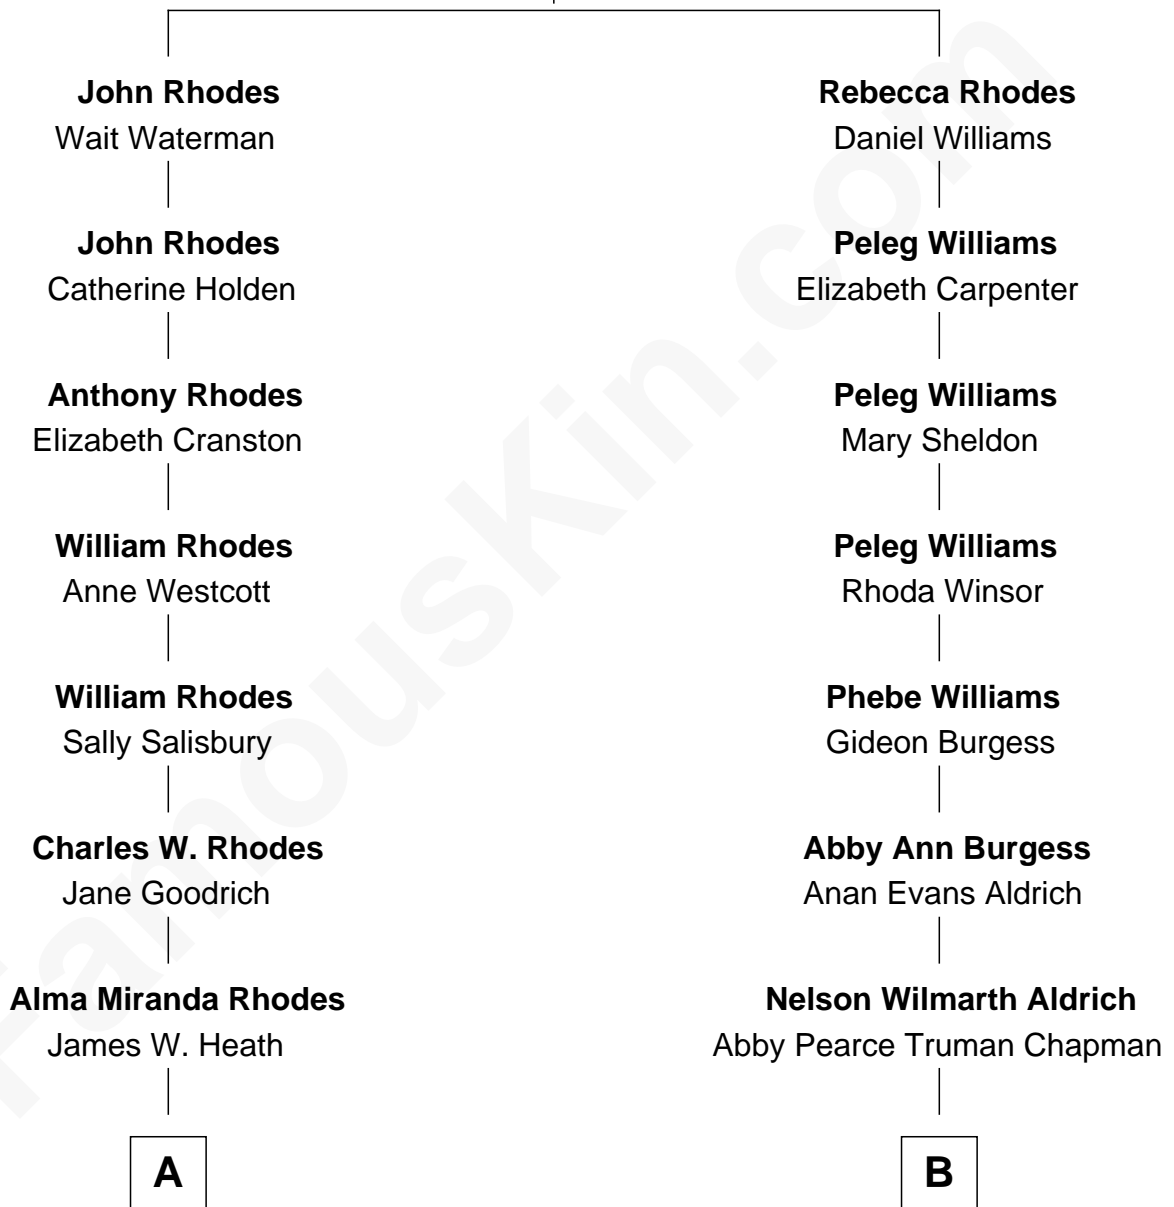 John Rhodes
Wait Waterman
John Rhodes
Catherine Holden
Anthony Rhodes
Elizabeth Cranston
William Rhodes
Anne Westcott
William Rhodes
Sally Salisbury
Charles W. Rhodes
Jane Goodrich
Alma Miranda Rhodes
James W. Heath
A
Rebecca Rhodes
Daniel Williams
Peleg Williams
Elizabeth Carpenter
Peleg Williams
Mary Sheldon
Peleg Williams
Rhoda Winsor
Phebe Williams
Gideon Burgess
Abby Ann Burgess
Anan Evans Aldrich
Nelson Wilmarth Aldrich
Abby Pearce Truman Chapman
B
FamousKin.com